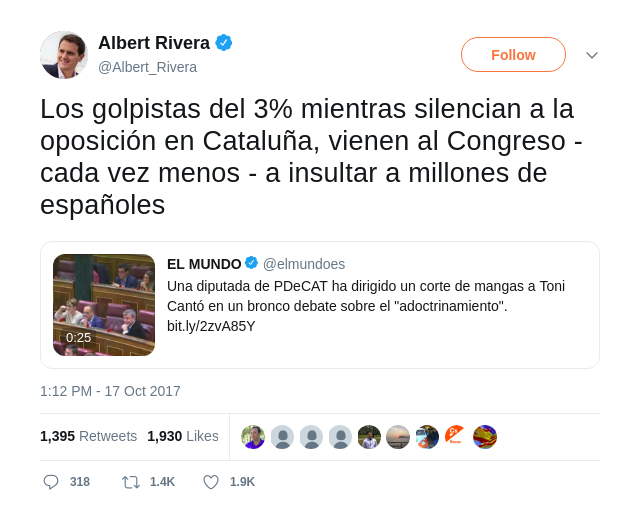 Albert Rivera
@Albert_Rivera
Follow
Los golpistas del 3% mientras silencian a la
oposición en Cataluña, vienen al Congreso -
cada vez menos - a insultar a millones de
españoles
EL MUNDO @elmundoes
Una diputada de PDeCAT ha dirigido un corte de mangas a Toni
Cantó en un bronco debate sobre el "adoctrinamiento".
bit.ly/2zvA85Y
0:25
1:12 PM - 17 Oct 2017
1,395 Retweets 1,930 Likes
318 1.4K 1.9K